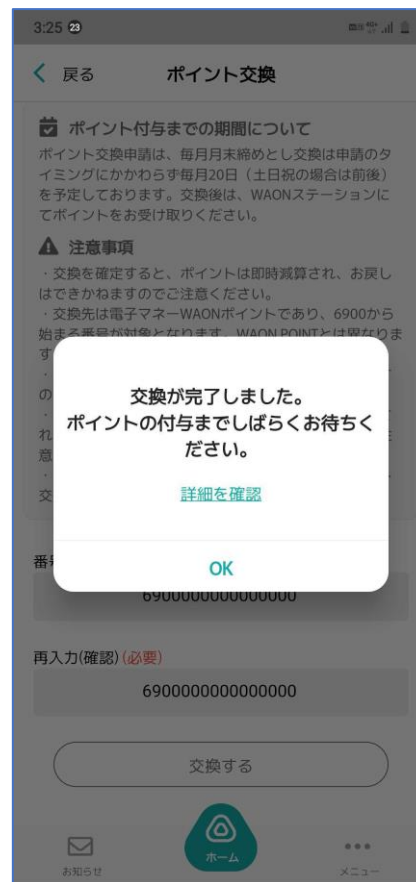 3:25 23
戻る
ポイント交換
ポイント付与までの期間について
ポイント交換申請は、毎月月末締めとし交換は申請のタ
イミングにかかわらず毎月20日（土日祝の場合は前後）
を予定しております。交換後は、WAONステーションに
てポイントをお受け取りください。
注意事項
・交換を確定すると、ポイントは即時減算され、お戻し
はできかねますのでご注意ください。
・交換先は電子マネーWAONポイントであり、6900から
始まる番号が対象となります。WAON POINTとは異なりま
す
の
れ
意
交
交換が完了しました。
ポイントの付与までしばらくお待ちく
ださい。
詳細を確認
OK
番
6900000000000000
再入力(確認)(必要)
6900000000000000
交換する
お知らせ
ホーム
メニュー